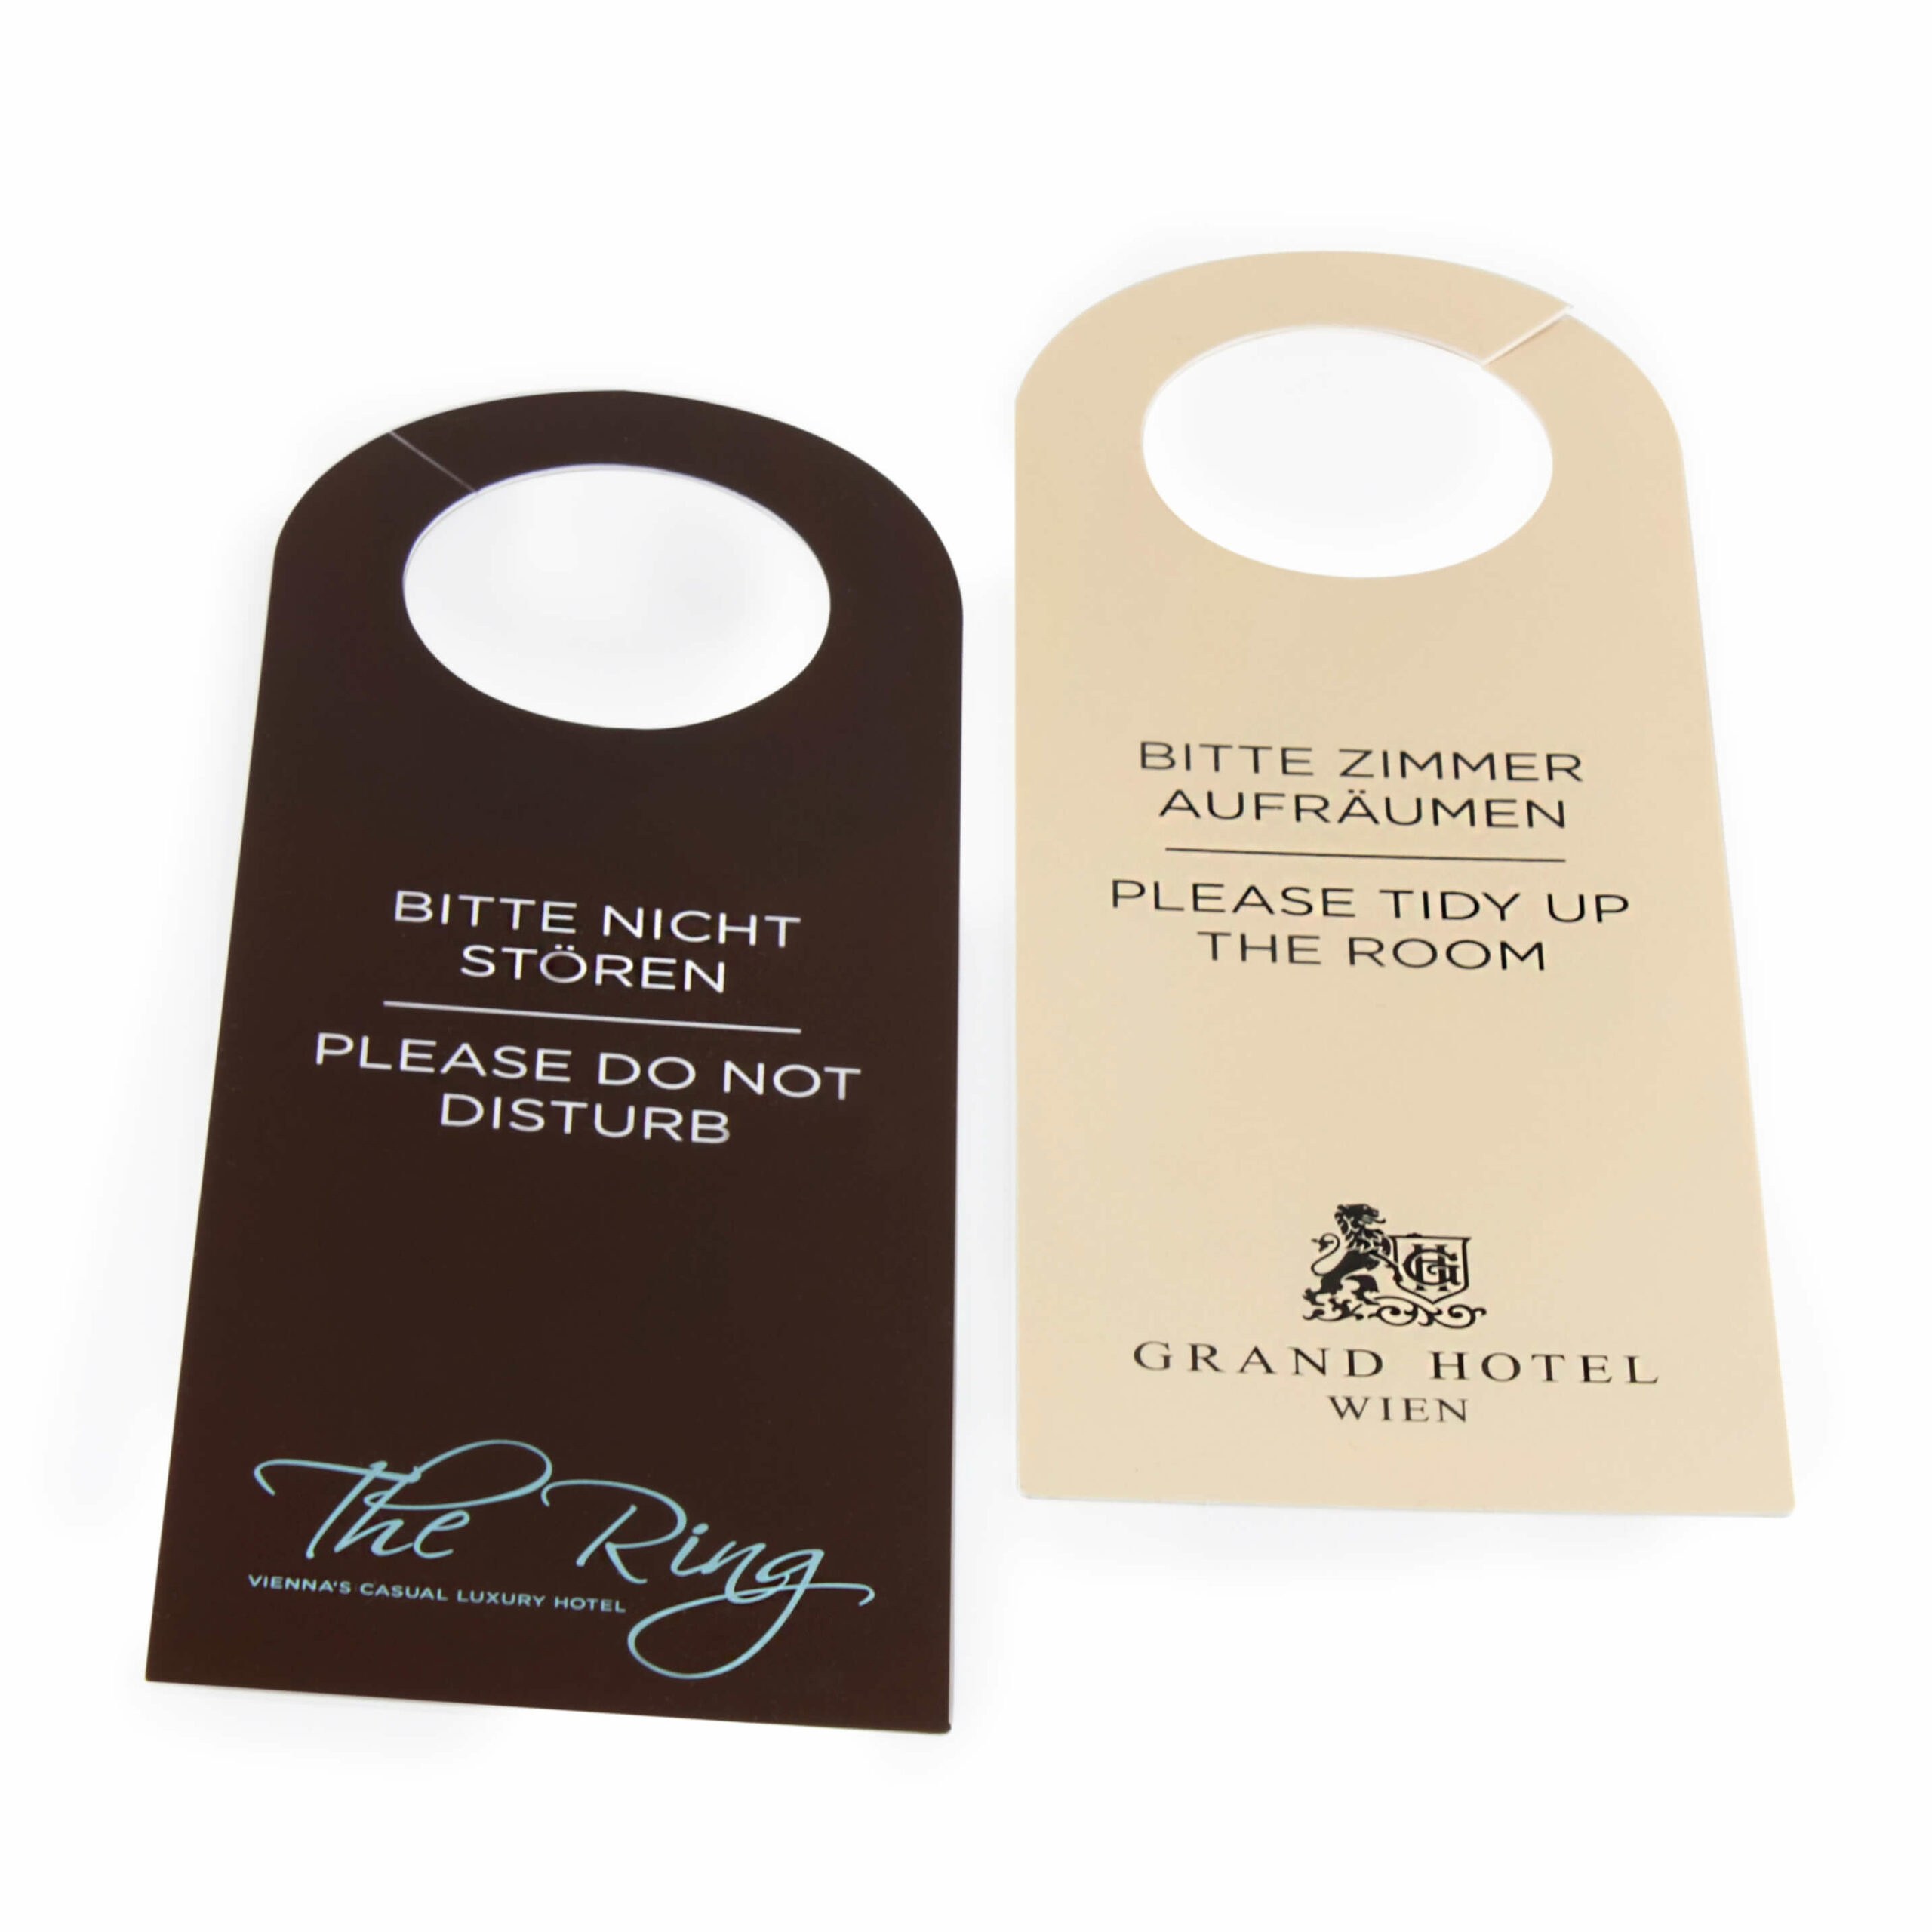 BITTE NICHT
STÖREN
PLEASE DO NOT
DISTURB
The Ring
VIENNA'S CASUAL LUXURY HOTEL
BITTE ZIMMER
AUFRÄUMEN
PLEASE TIDY UP
THE ROOM
GH
GRAND HOTEL
WIEN